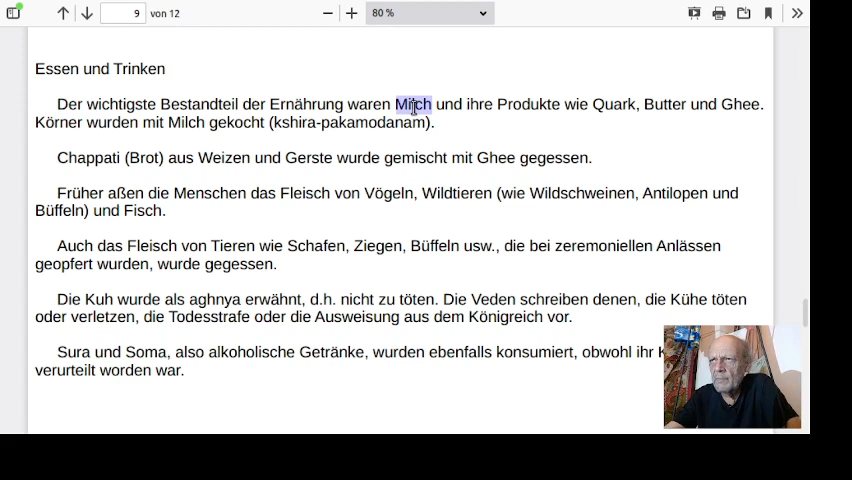 9 von 12
80 %
Essen und Trinken
Der wichtigste Bestandteil der Ernährung waren Milch und ihre Produkte wie Quark, Butter und Ghee.
Körner wurden mit Milch gekocht (kshira-pakamodanam).
Chappati (Brot) aus Weizen und Gerste wurde gemischt mit Ghee gegessen.
Früher aßen die Menschen das Fleisch von Vögeln, Wildtieren (wie Wildschweinen, Antilopen und
Büffeln) und Fisch.
Auch das Fleisch von Tieren wie Schafen, Ziegen, Büffeln usw., die bei zeremoniellen Anlässen
geopfert wurden, wurde gegessen.
Die Kuh wurde als aghnya erwähnt, d.h. nicht zu töten. Die Veden schreiben denen, die Kühe töten
oder verletzen, die Todesstrafe oder die Ausweisung aus dem Königreich vor.
Sura und Soma, also alkoholische Getränke, wurden ebenfalls konsumiert, obwohl ihr
verurteilt worden war.